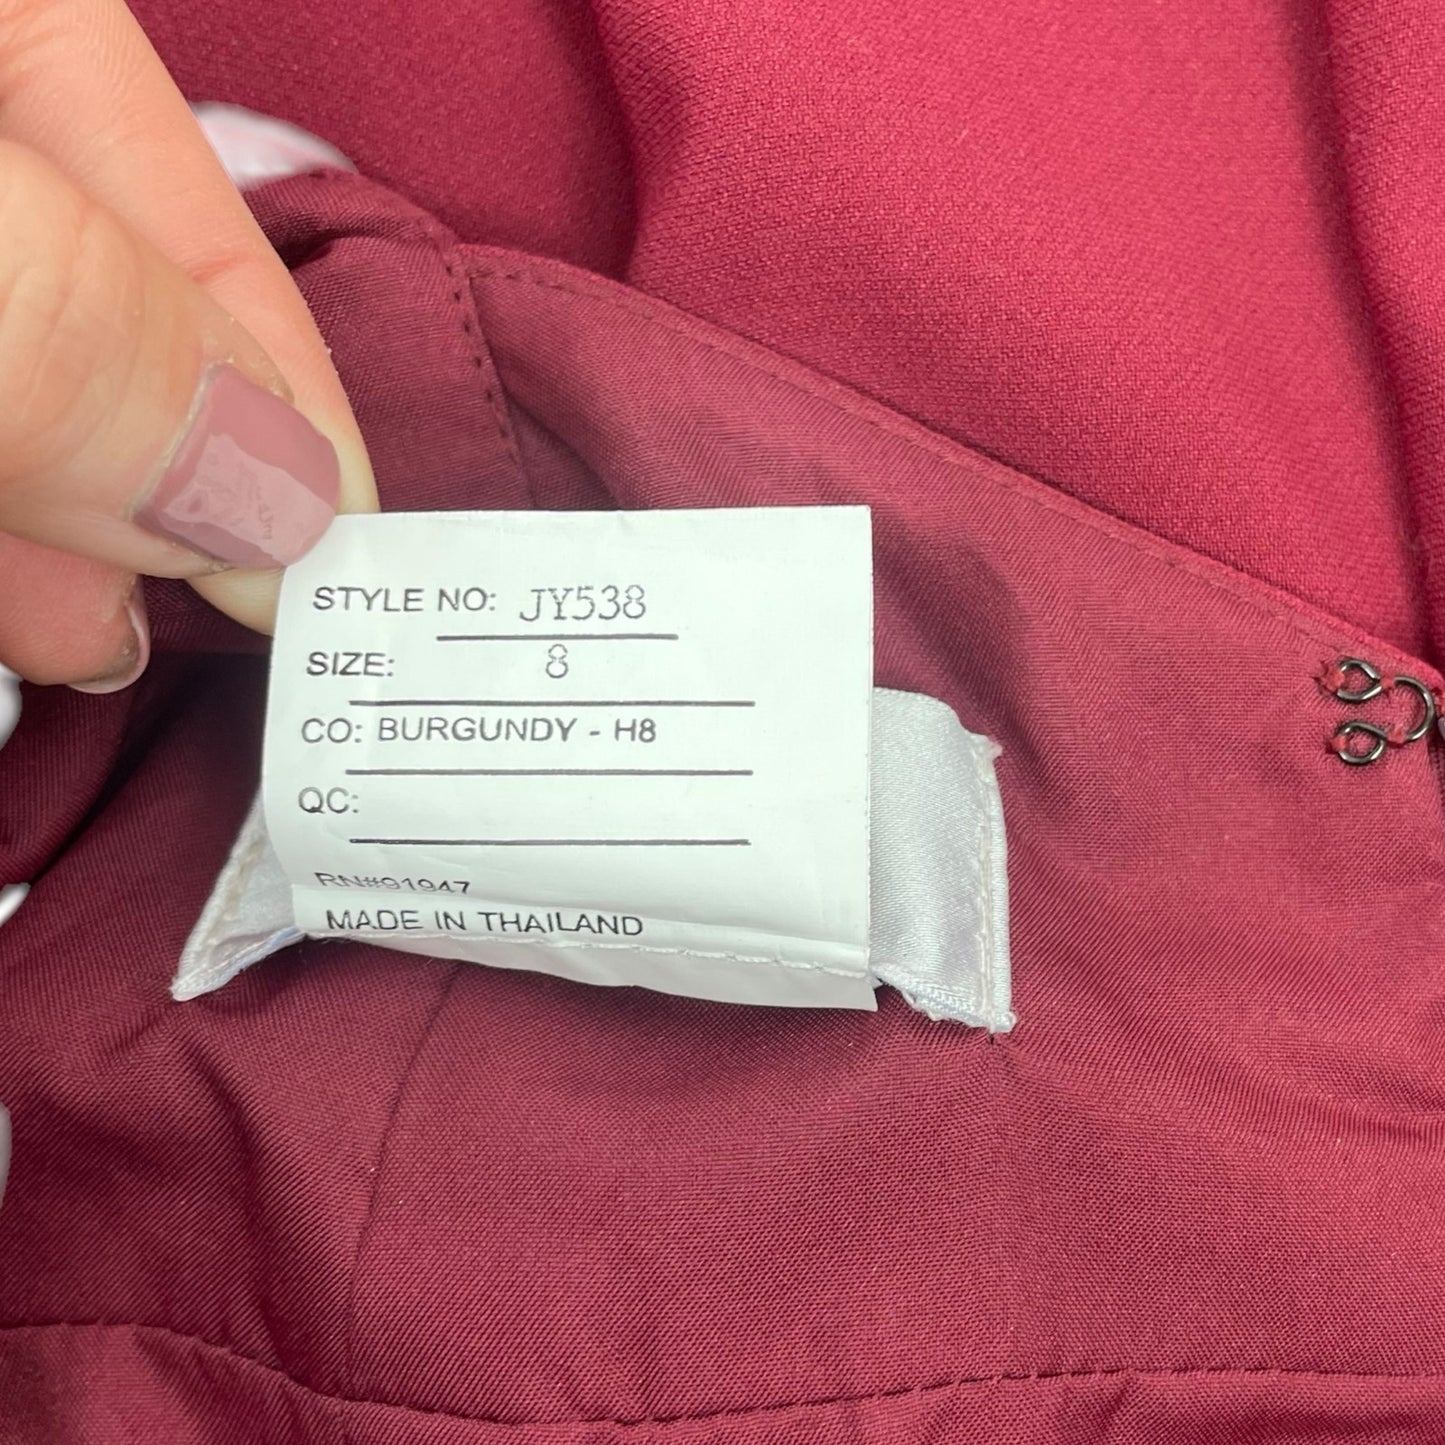 STYLE NO: JY538
SIZE: 8
CO: BURGUNDY - H8
QC:
RN#91947
MADE IN THAILAND